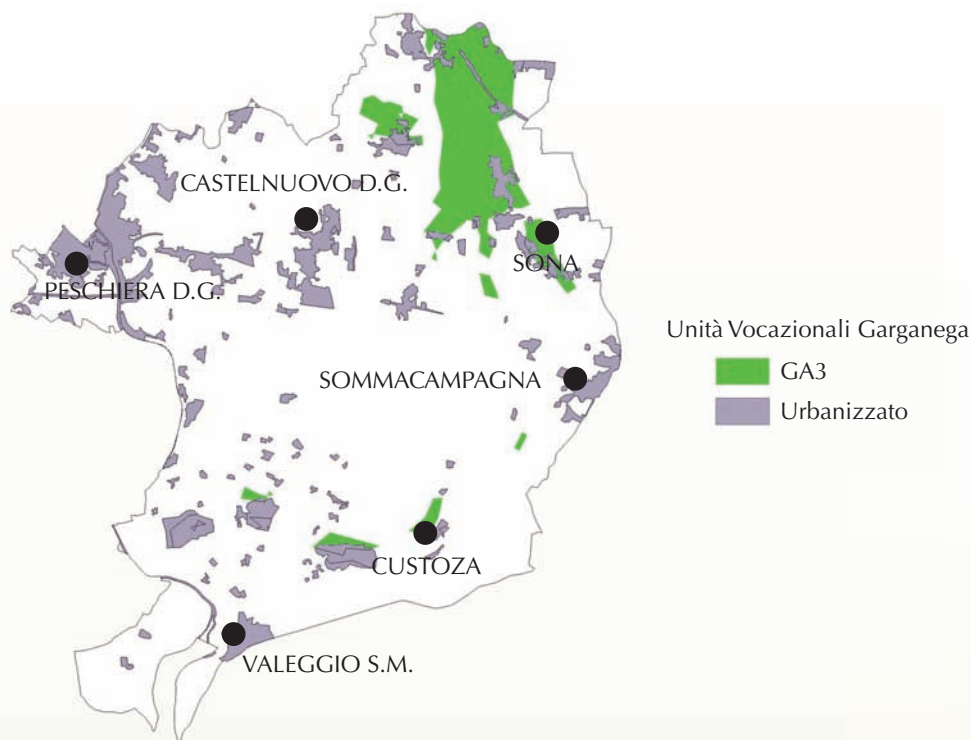 CASTELNUOVO D.G.
SONA
PESCHIERA D.G.
Unità Vocazionali Garganega
GA3
SOMMACAMPAGNA
Urbanizzato
CUSTOZA
VALEGGIO S.M.